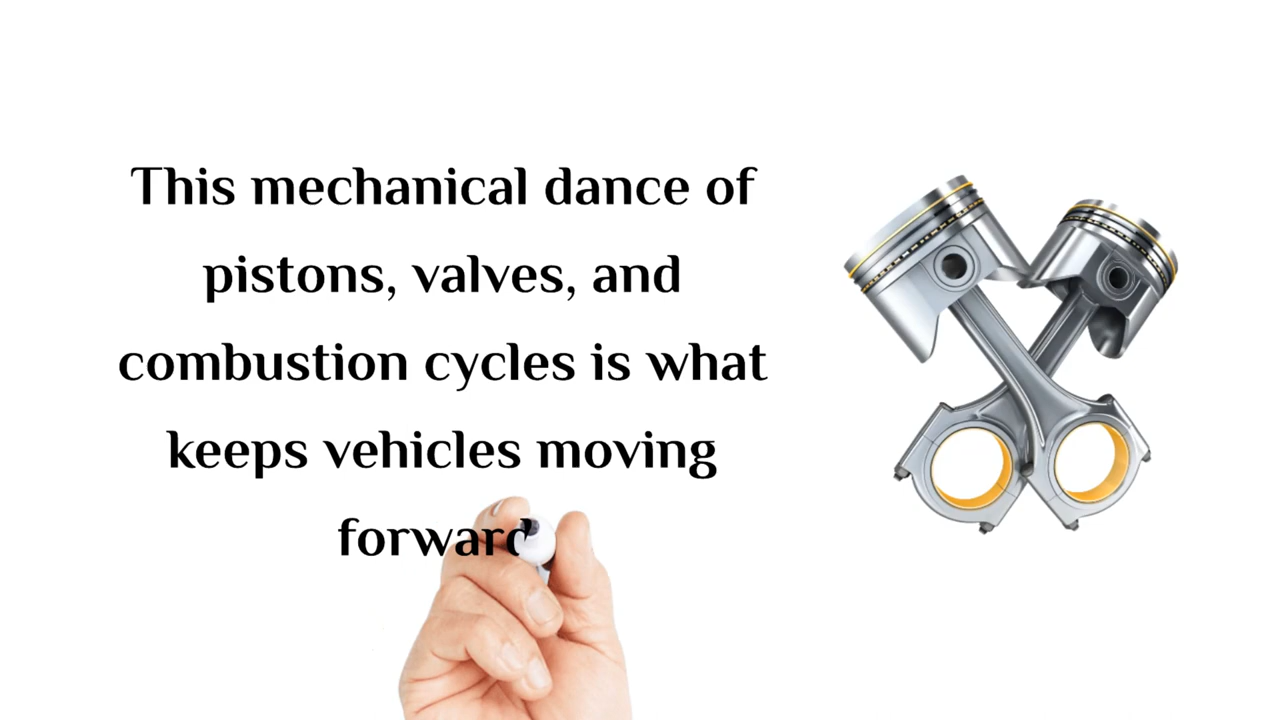 This mechanical dance of
pistons, valves, and
combustion cycles is what
keeps vehicles moving
forward